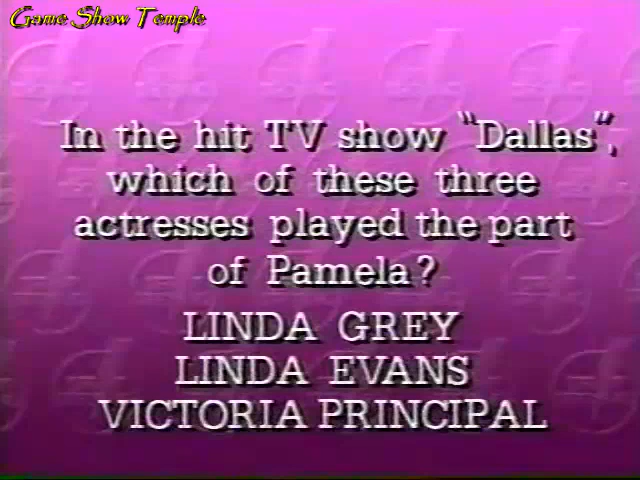 Game Show Temple
In the hit TV show "Dallas",
which of these three
actresses played the part
of Pamela?
LINDA GREY
LINDA EVANS
VICTORIA PRINCIPAL